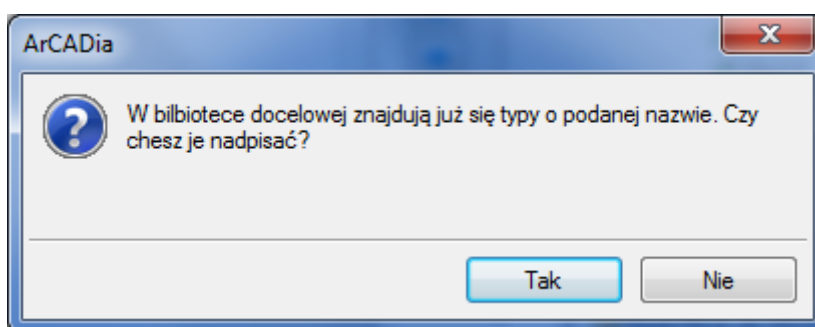 ArCADia
W bilbiotece docelowej znajdują już się typy o podanej nazwie. Czy
chesz je nadpisać?
Tak
Nie